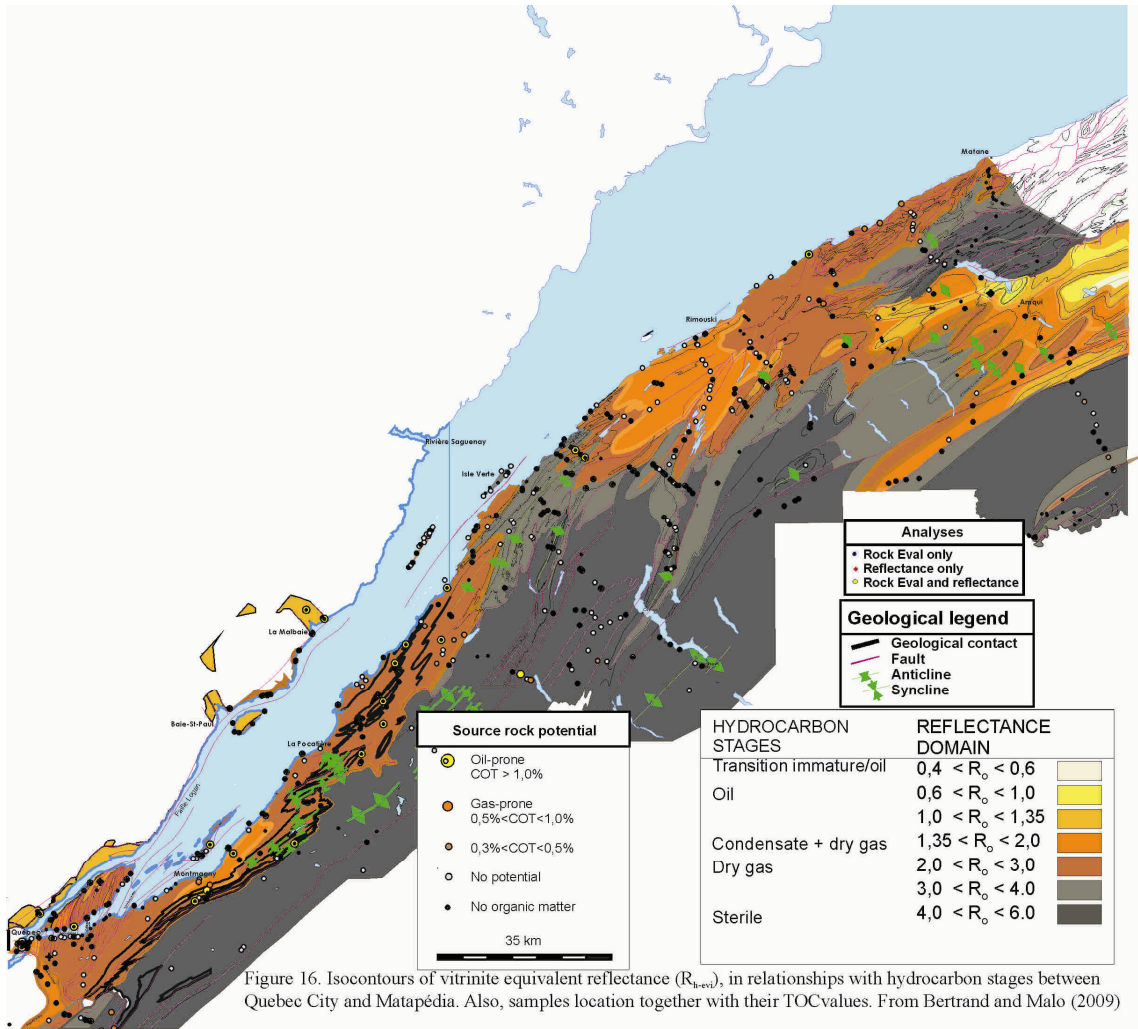 Matane
Amqui
Rimouski
Rivière Saguenay
Isle Verte
La Malbaie
Baie-St-Paul
La Pocatière
Faille Logan
Montmagny
Québec
Analyses
Rock Eval only
Reflectance only
Rock Eval and reflectance
Geological legend
Geological contact
Fault
Anticline
Syncline
Source rock potential
Oil-prone
COT > 1,0%
Gas-prone
0,5%<COT<1,0%
0,3%<COT<0,5%
No potential
No organic matter
35 km
HYDROCARBON REFLECTANCE
STAGES DOMAIN
Transition immature/oil 0,4 < Ro < 0,6
Oil 0,6 < Ro < 1,0
1,0 < Ro < 1,35
Condensate + dry gas 1,35 < Ro < 2,0
Dry gas 2,0 < Ro < 3,0
3,0 < Ro < 4.0
Sterile 4,0 < Ro < 6.0
Figure 16. Isocontours of vitrinite equivalent reflectance (Rh-evi), in relationships with hydrocarbon stages between
Quebec City and Matapédia. Also, samples location together with their TOCvalues. From Bertrand and Malo (2009)